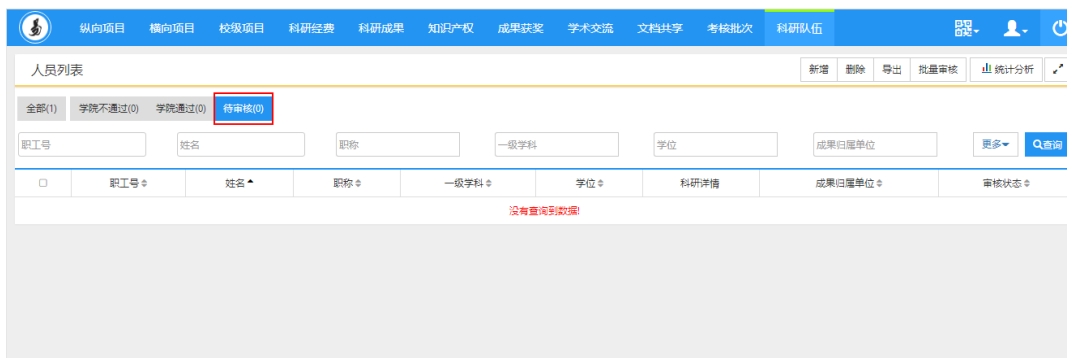 纵向项目 横向项目 校级项目 科研经费 科研成果 知识产权 成果获奖 学术交流 文档共享 考核批次 科研队伍
人员列表 新增 删除 导出 批量审核 统计分析
全部(1) 学院不通过(0) 学院通过(0) 待审核(0)
职工号 姓名 职称 一级学科 学位 成果归属单位 更多 查询
职工号 姓名 职称 一级学科 学位 科研详情 成果归属单位 审核状态
没有查询到数据!